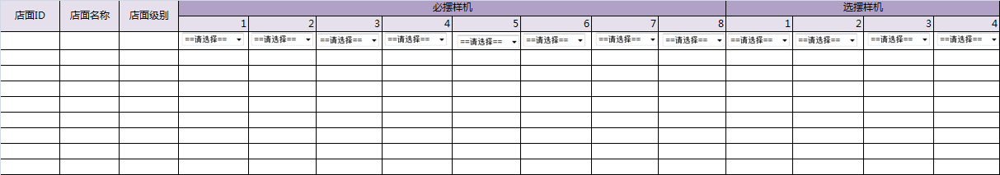 店面ID 店面名称 店面级别 必摆样机 选摆样机
1 2 3 4 5 6 7 8 1 2 3 4
==请选择== ==请选择== ==请选择== ==请选择== ==请选择== ==请选择== ==请选择== ==请选择== ==请选择== ==请选择== ==请选择== ==请选择==